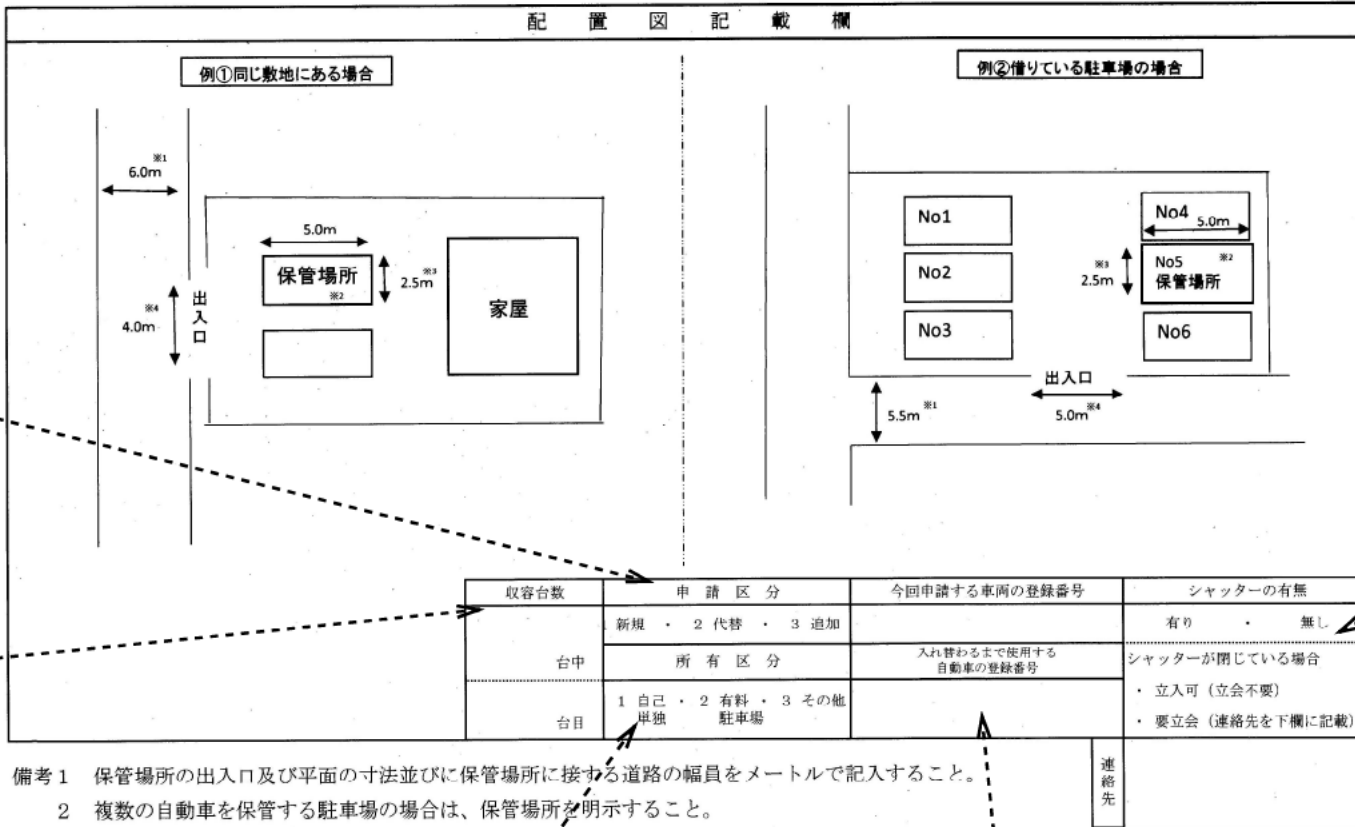 配置図記載欄
例①同じ敷地にある場合
例②借りている駐車場の場合
※1
6.0m
5.0m
保管場所
※2
※3
2.5m
家屋
※4
4.0m
出入口
No1
No2
No3
No4
5.0m
No5 ※2
保管場所
※3
2.5m
No6
出入口
5.5m ※1
5.0m ※4
収容台数 申請区分 今回申請する車両の登録番号 シャッターの有無
新規 ・ 2 代替 ・ 3 追加 有り ・ 無し
台中 所有区分 入れ替わるまで使用する
自動車の登録番号
シャッターが閉じている場合
・ 立入可(立会不要)
・ 要立会(連絡先を下欄に記載)
1 自己 ・ 2 有料 ・ 3 その他
単独 駐車場
台目
備考1 保管場所の出入口及び平面の寸法並びに保管場所に接する道路の幅員をメートルで記入すること。
2 複数の自動車を保管する駐車場の場合は、保管場所を明示すること。
連絡先